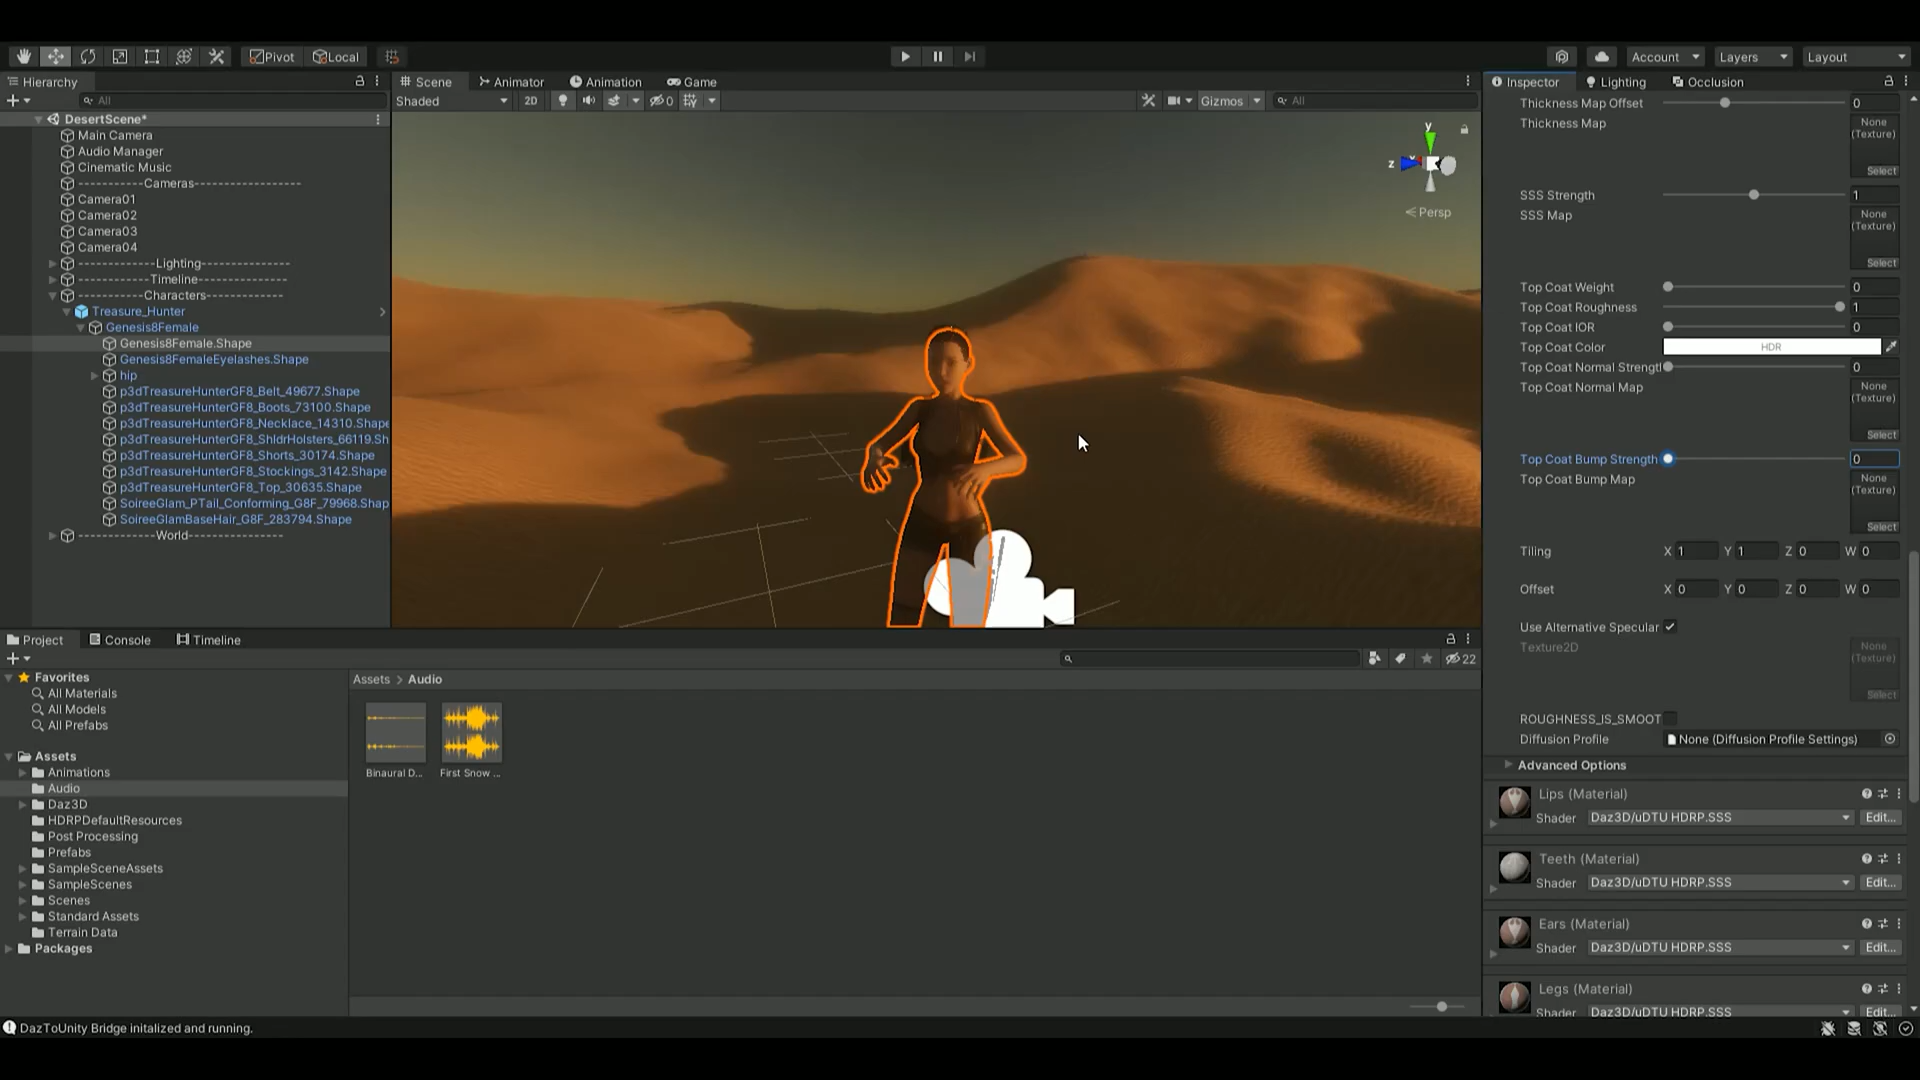 Pivot Local Account Layers Layout
Hierarchy Scene Animator Animation Game Inspector Lighting Occlusion
All Shaded 2D 0 Gizmos All Thickness Map Offset 0
DesertScene*
Main Camera
Audio Manager
Cinematic Music
----------Cameras----------------
Camera01
Camera02
Camera03
Camera04
-----------Lighting---------------
-----------Timeline---------------
----------Characters-------------
Treasure_Hunter
Genesis8Female
Genesis8Female.Shape
Genesis8FemaleEyelashes.Shape
hip
p3dTreasureHunterGF8_Belt_49677.Shape
p3dTreasureHunterGF8_Boots_73100.Shape
p3dTreasureHunterGF8_Necklace_14310.Shape
p3dTreasureHunterGF8_ShldrHolsters_66119.Sh
p3dTreasureHunterGF8_Shorts_30174.Shape
p3dTreasureHunterGF8_Stockings_3142.Shape
p3dTreasureHunterGF8_Top_30635.Shape
SoireeGlam_PTail_Conforming_G8F_79968.Shap
SoireeGlamBaseHair_G8F_283794.Shape
------------World---------------
y
z
Persp
Thickness Map None
(Texture)
Select
SSS Strength 1
SSS Map None
(Texture)
Select
Top Coat Weight 0
Top Coat Roughness 1
Top Coat IOR 0
Top Coat Color HDR
Top Coat Normal Strengtl 0
Top Coat Normal Map None
(Texture)
Select
Top Coat Bump Strength 0
Top Coat Bump Map None
(Texture)
Select
Tiling X 1 Y 1 Z 0 W 0
Offset X 0 Y 0 Z 0 W 0
Use Alternative Specular
Texture2D None
(Texture)
Select
ROUGHNESS_IS_SMOOT
Diffusion Profile None (Diffusion Profile Settings)
Advanced Options
Lips (Material)
Shader Daz3D/uDTU HDRP.SSS Edit...
Teeth (Material)
Shader Daz3D/uDTU HDRP.SSS Edit...
Ears (Material)
Shader Daz3D/uDTU HDRP.SSS Edit...
Legs (Material)
Shader Daz3D/uDTU HDRP.SSS Edit...
Project Console Timeline
22
Favorites
All Materials
All Models
All Prefabs
Assets
Animations
Audio
Daz3D
HDRPDefaultResources
Post Processing
Prefabs
SampleSceneAssets
SampleScenes
Scenes
Standard Assets
Terrain Data
Packages
Assets > Audio
Binaural D... First Snow ...
DazToUnity Bridge initalized and running.